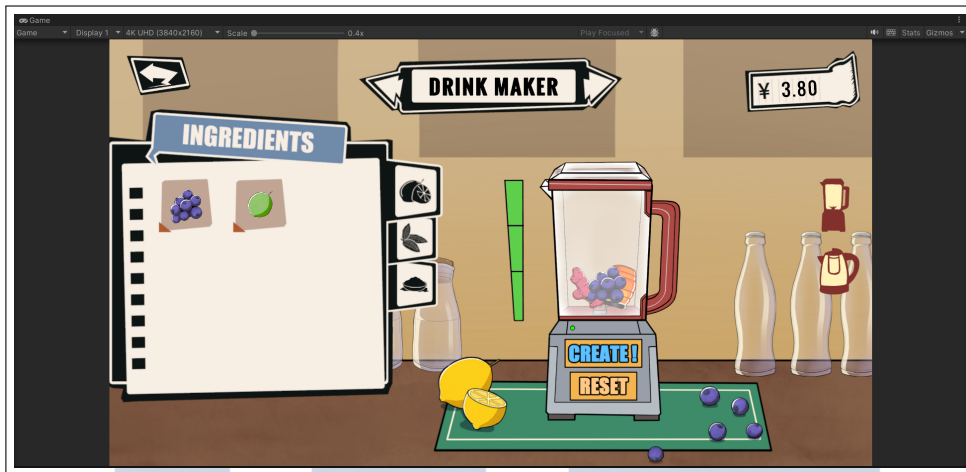 Game
Game Display 1 4K UHD (3840x2160) Scale 0.4x Play Focused Stats Gizmos
DRINK MAKER
¥ 3.80
INGREDIENTS
CREATE!
RESET